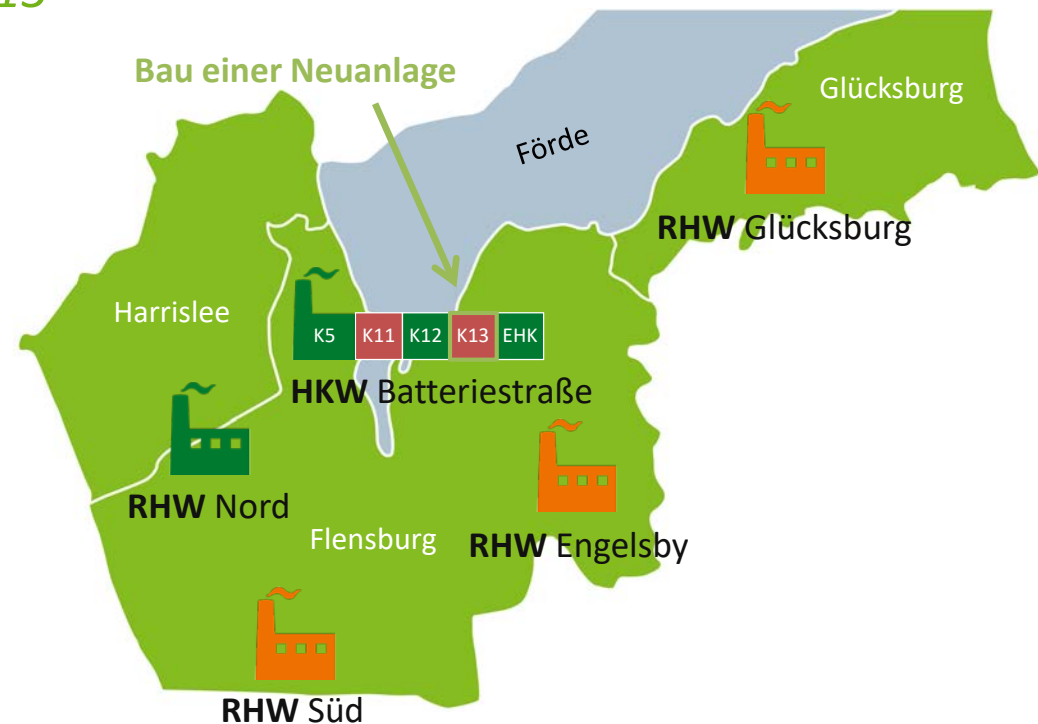 13
Bau einer Neuanlage
Glücksburg
Förde
RHW Glücksburg
Harrislee
K5 K11 K12 K13 EHK
HKW Batteriestraße
RHW Nord
Flensburg
RHW Engelsby
RHW Süd